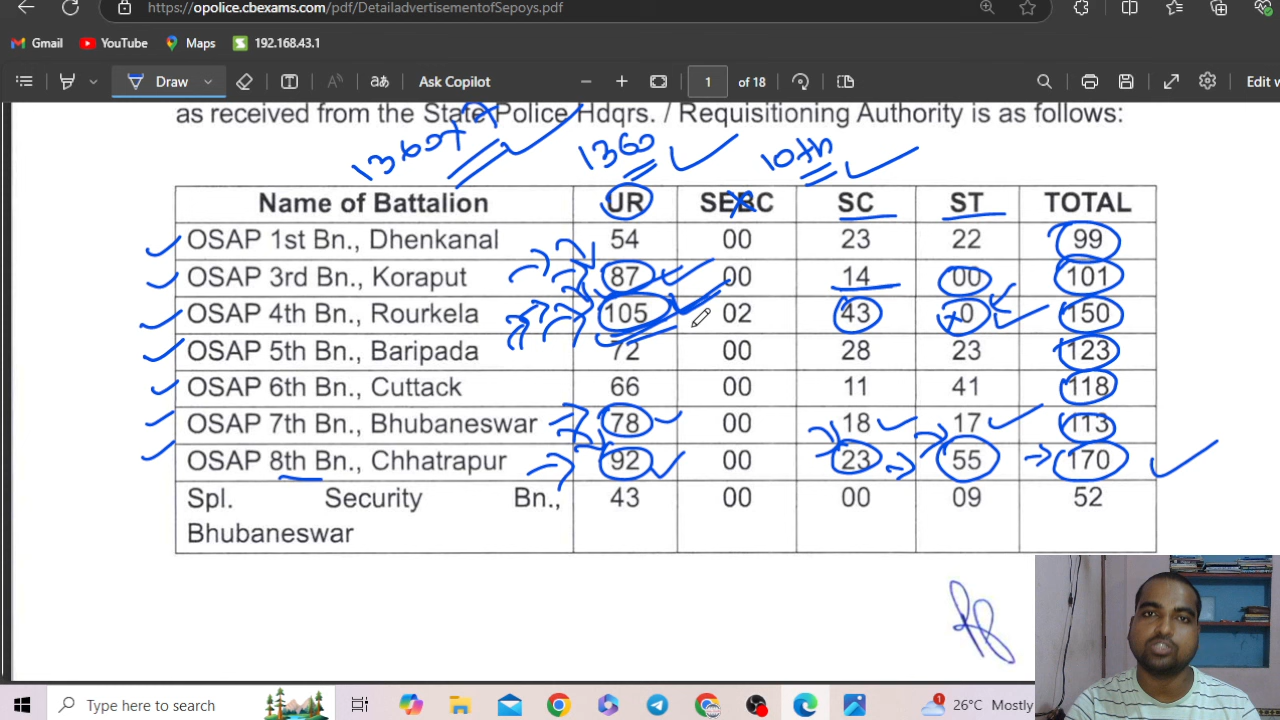 https://opolice.cbexams.com/pdf/DetailadvertisementofSepoys.pdf
Gmail YouTube Maps 192.168.43.1
Draw Ask Copilot 1 of 18 Edit w
as received from the State Police Hdqrs. / Requisitioning Authority is as follows:
1360+ 1360 10th
Name of Battalion UR SEBC SC ST TOTAL
OSAP 1st Bn., Dhenkanal 54 00 23 22 99
OSAP 3rd Bn., Koraput 87 00 14 00 101
OSAP 4th Bn., Rourkela 105 02 43 0 150
OSAP 5th Bn., Baripada 72 00 28 23 123
OSAP 6th Bn., Cuttack 66 00 11 41 118
OSAP 7th Bn., Bhubaneswar 78 00 18 17 113
OSAP 8th Bn., Chhatrapur 92 00 23 55 170
Spl. Security Bn., 43 00 00 09 52
Bhubaneswar
Type here to search 26°C Mostly